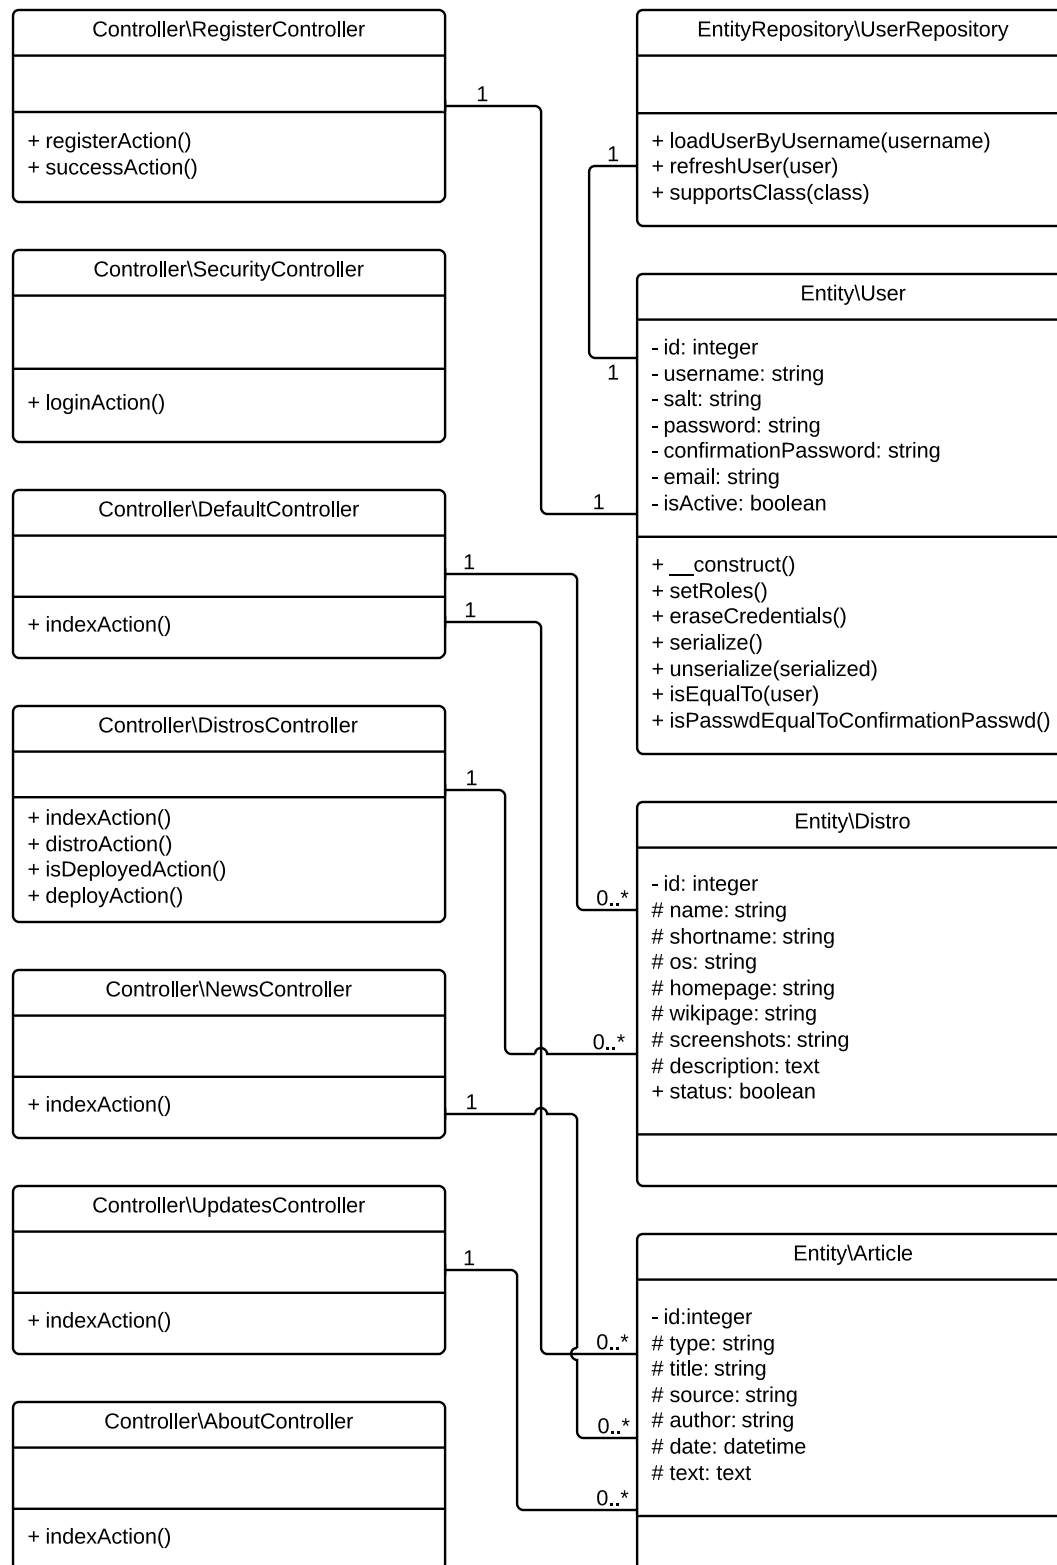 Controller\RegisterController
+ registerAction()
+ successAction()
1
EntityRepository\UserRepository
+ loadUserByUsername(username)
+ refreshUser(user)
+ supportsClass(class)
1
Controller\SecurityController
+ loginAction()
Entity\User
- id: integer
- username: string
- salt: string
- password: string
- confirmationPassword: string
- email: string
- isActive: boolean
+ __construct()
+ setRoles()
+ eraseCredentials()
+ serialize()
+ unserialize(serialized)
+ isEqualTo(user)
+ isPasswdEqualToConfirmationPasswd()
1
1
Controller\DefaultController
+ indexAction()
1
1
Controller\DistrosController
+ indexAction()
+ distroAction()
+ isDeployedAction()
+ deployAction()
1
Entity\Distro
- id: integer
# name: string
# shortname: string
# os: string
# homepage: string
# wikipage: string
# screenshots: string
# description: text
+ status: boolean
0..*
0..*
Controller\NewsController
+ indexAction()
1
Controller\UpdatesController
+ indexAction()
1
Entity\Article
- id:integer
# type: string
# title: string
# source: string
# author: string
# date: datetime
# text: text
0..*
0..*
0..*
Controller\AboutController
+ indexAction()